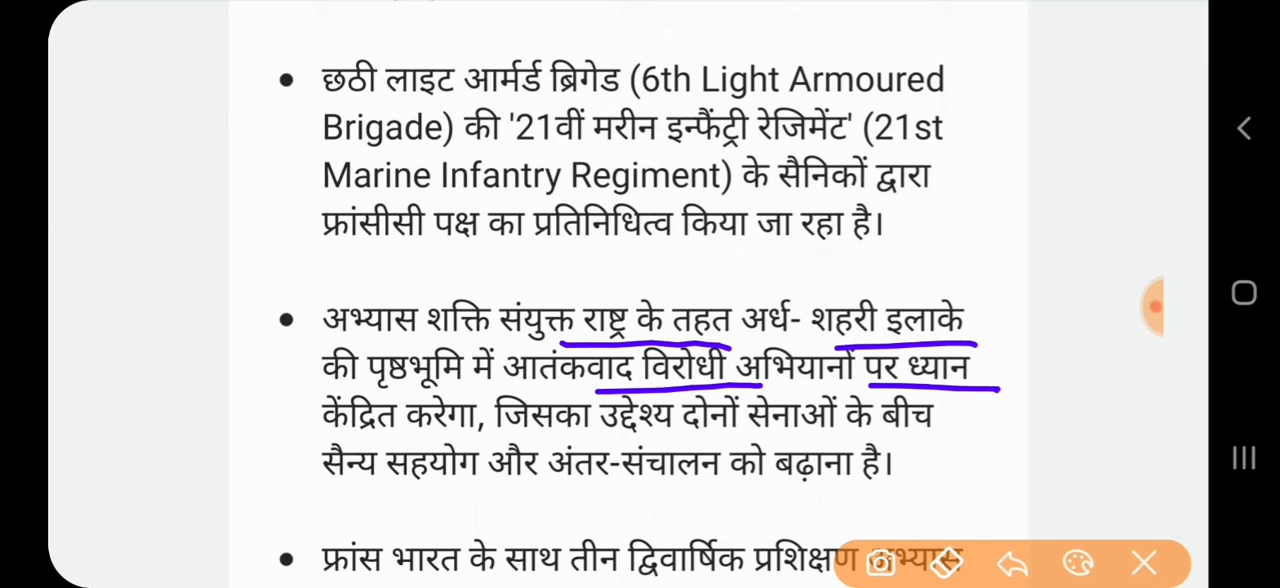 छठी लाइट आर्मर्ड ब्रिगेड (6th Light Armoured
Brigade) की '21वीं मरीन इन्फैंट्री रेजिमेंट' (21st
Marine Infantry Regiment) के सैनिकों द्वारा
फ्रांसीसी पक्ष का प्रतिनिधित्व किया जा रहा है।
अभ्यास शक्ति संयुक्त राष्ट्र के तहत अर्ध- शहरी इलाके
की पृष्ठभूमि में आतंकवाद विरोधी अभियानों पर ध्यान
केंद्रित करेगा, जिसका उद्देश्य दोनों सेनाओं के बीच
सैन्य सहयोग और अंतर-संचालन को बढ़ाना है।
फ्रांस भारत के साथ तीन द्विवार्षिक प्रशिक्षण अभ्यास